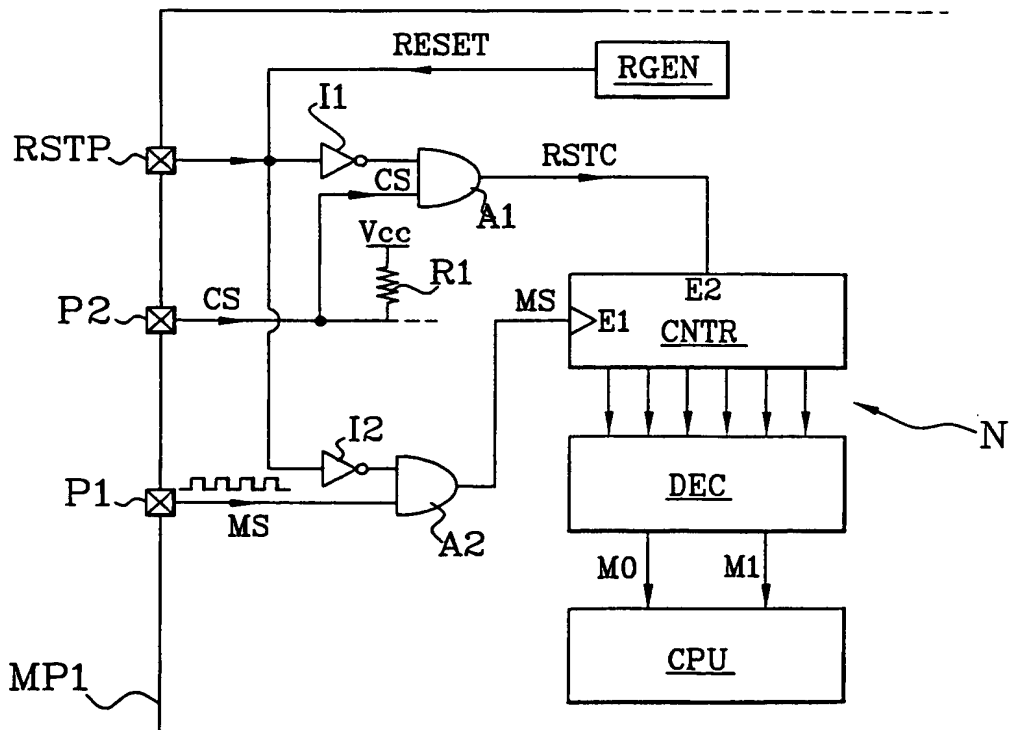 RESET
RGEN
I1
RSTP
CS
RSTC
A1
Vcc
R1
P2
CS
MS
E2
E1
CNTR
N
I2
P1
MS
DEC
A2
M0
M1
MP1
CPU